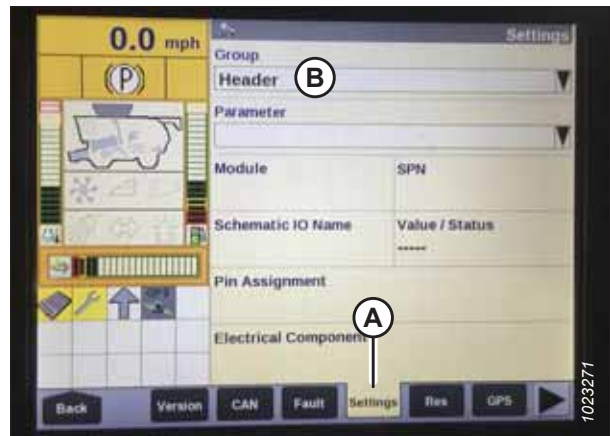 0.0 mph
Settings
(P)
Group
Header
B
Parameter
Module
SPN
Schematic IO Name
Value / Status
-----
Pin Assignment
A
Electrical Component
Back
Version
CAN
Fault
Settings
Res
GPS
1023271